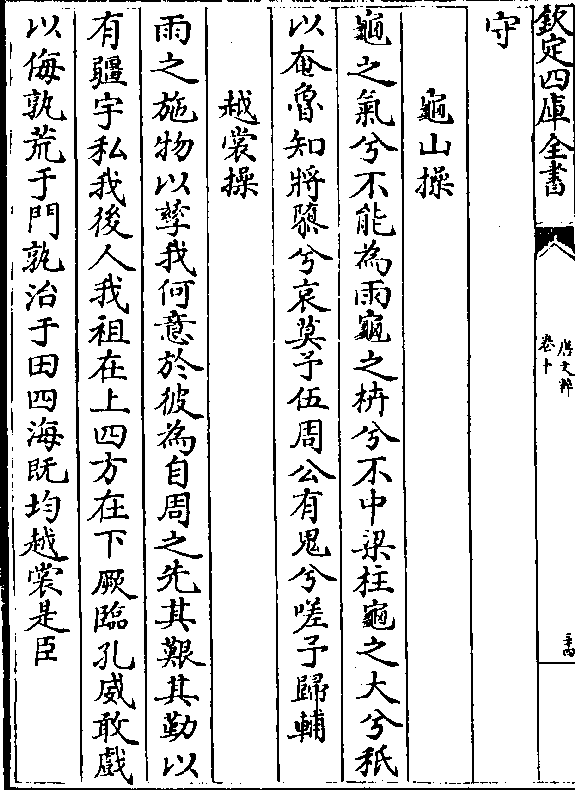 欽定四庫全書
唐文粹
卷十
守
龜山操
龜之氣兮不能為雨龜之枿兮不中梁柱龜之大兮秖
以奄魯知將隳兮哀莫予伍周公有鬼兮嗟予歸輔
越裳操
雨之施物以孳我何意於彼為自周之先其艱其勤以
有疆宇私我後人我祖在上四方在下厥臨孔威敢戲
以侮孰荒于門孰治于田四海既均越裳是臣